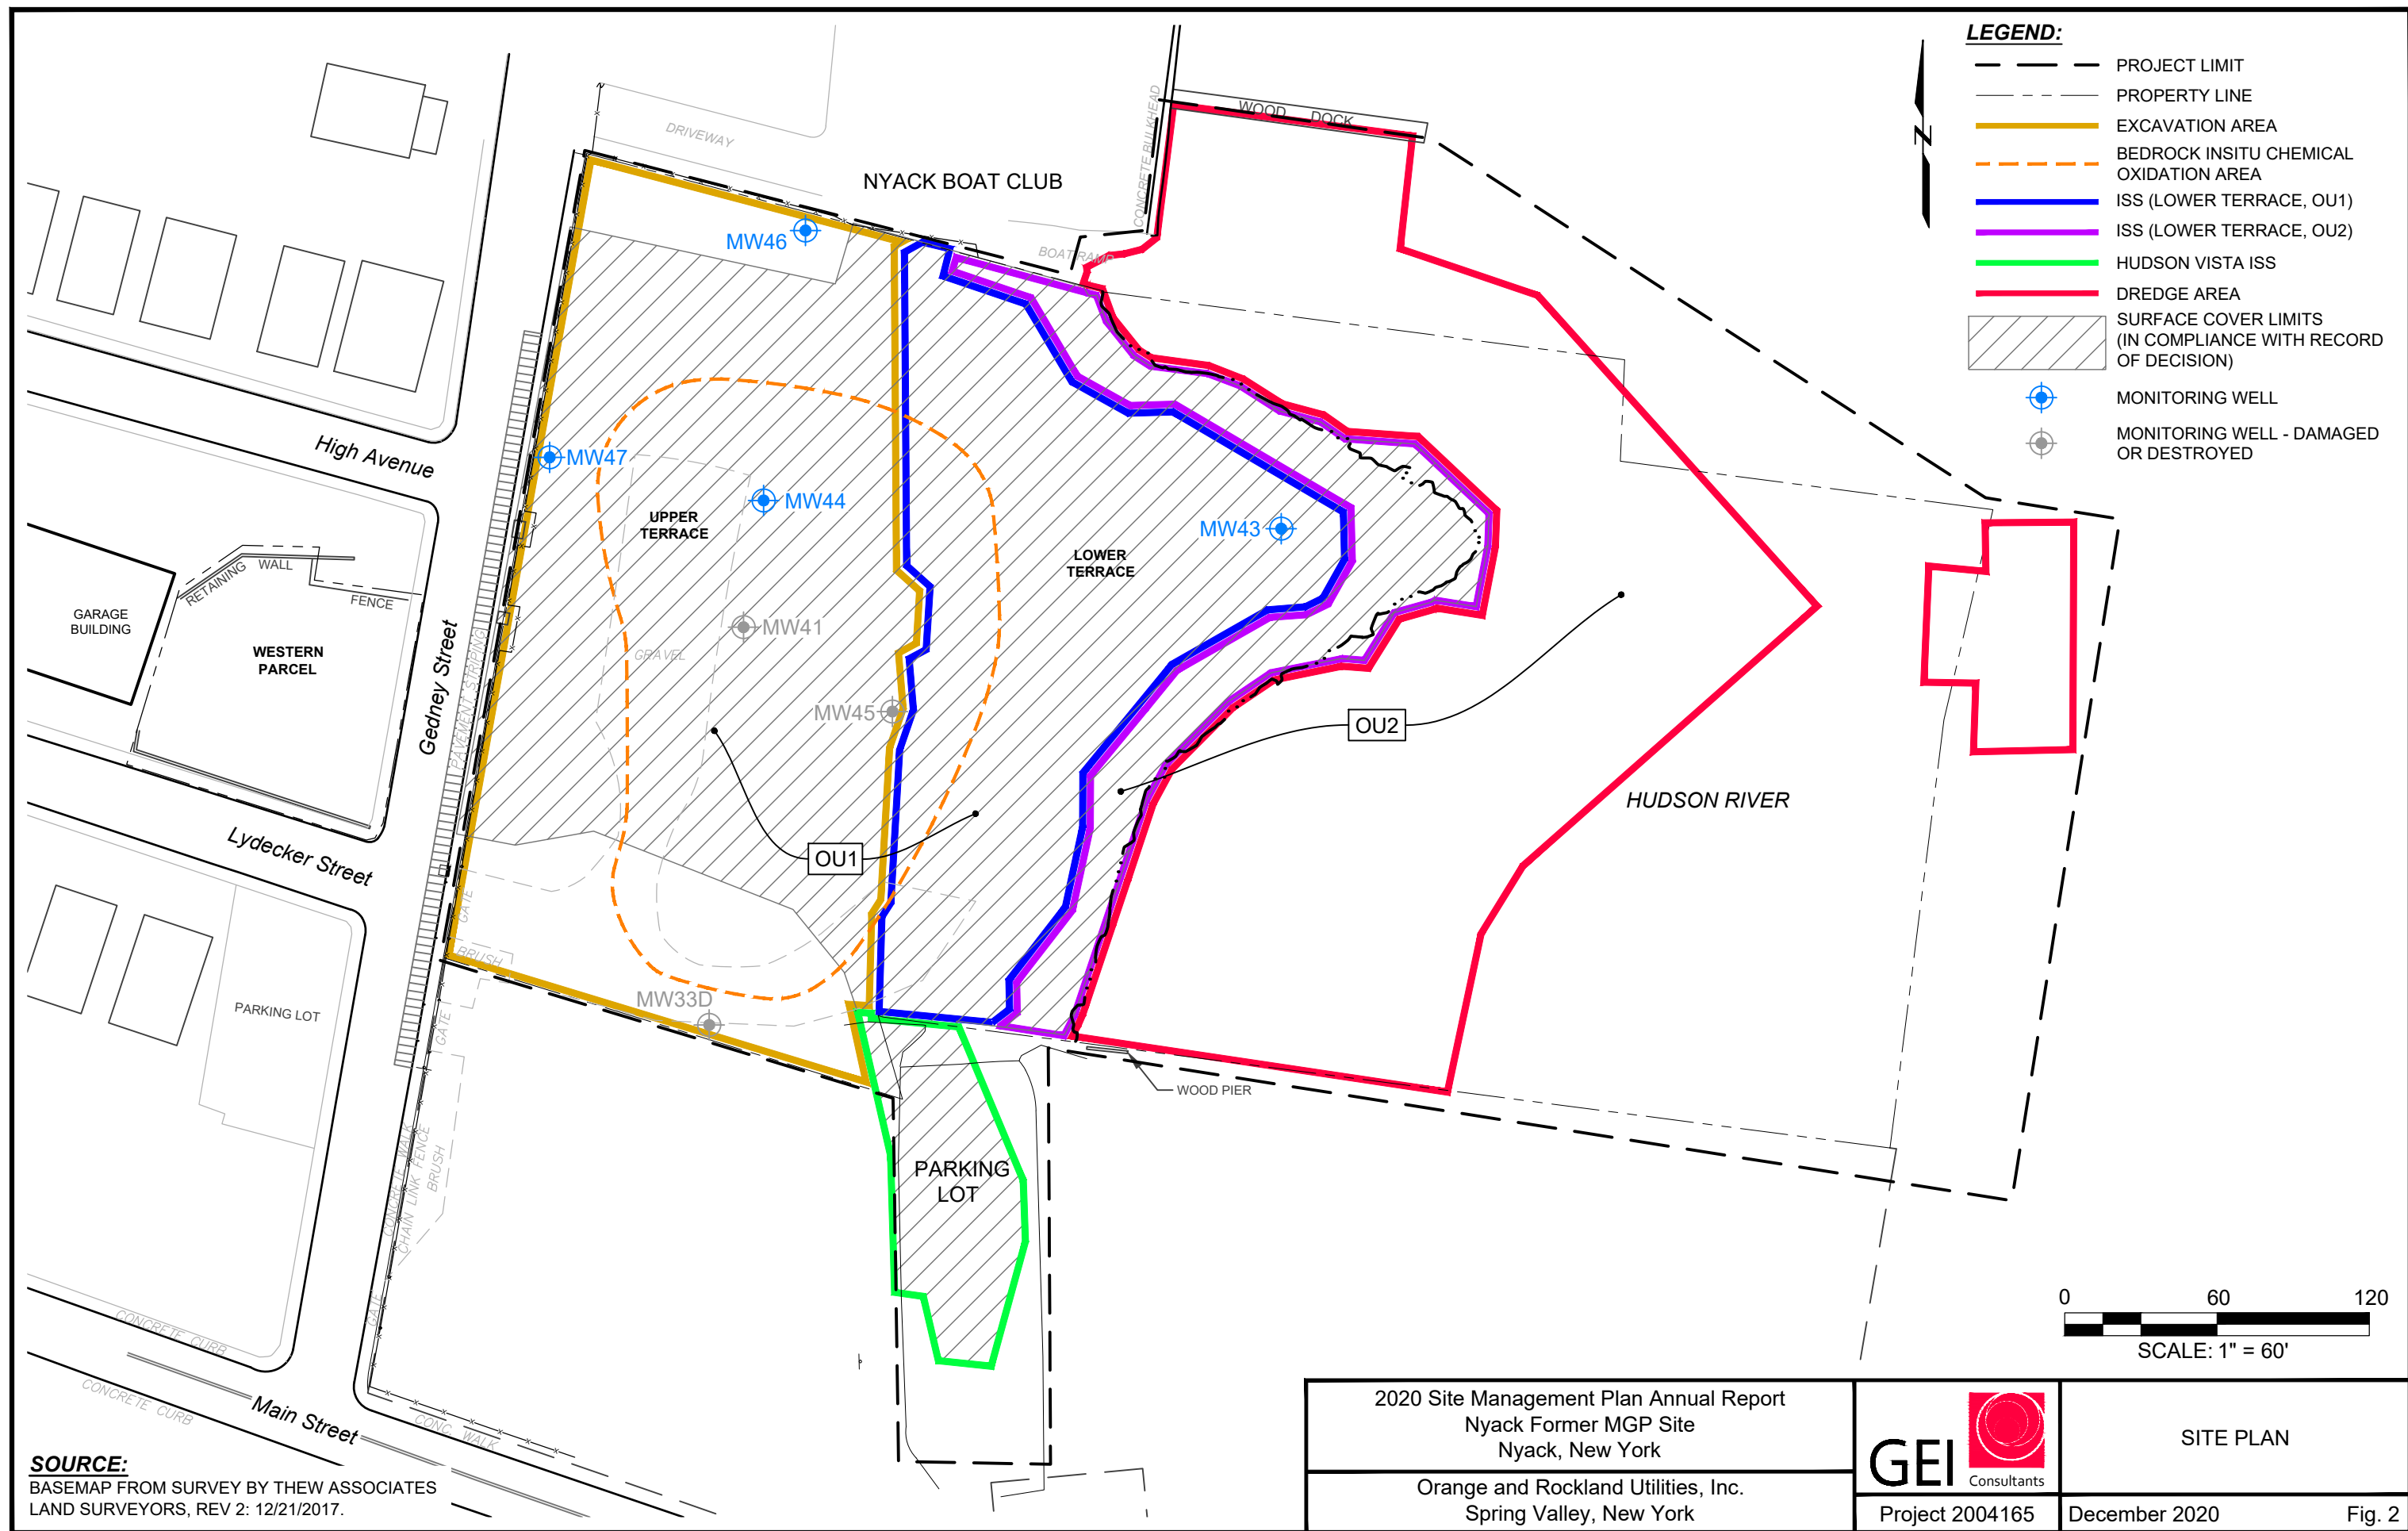 LEGEND:
PROJECT LIMIT
PROPERTY LINE
EXCAVATION AREA
BEDROCK INSITU CHEMICAL
OXIDATION AREA
ISS (LOWER TERRACE, OU1)
ISS (LOWER TERRACE, OU2)
HUDSON VISTA ISS
DREDGE AREA
SURFACE COVER LIMITS
(IN COMPLIANCE WITH RECORD
OF DECISION)
MONITORING WELL
MONITORING WELL - DAMAGED
OR DESTROYED
N
WOOD DOCK
CONCRETE BULKHEAD
DRIVEWAY
NYACK BOAT CLUB
BOAT RAMP
MW46
MW47
MW44
MW43
UPPER
TERRACE
LOWER
TERRACE
MW41
GRAVEL
MW45
MW33D
OU1
OU2
HUDSON RIVER
High Avenue
RETAINING WALL
FENCE
GARAGE
BUILDING
WESTERN
PARCEL
Gedney Street
PAVEMENT STRIPING
Lydecker Street
GATE
BRUSH
GATE
PARKING LOT
WOOD PIER
PARKING
LOT
CONCRETE WALK
CHAIN LINK FENCE
BRUSH
GATE
CONCRETE CURB
CONCRETE CURB
Main Street
CONC. WALK
0 60 120
SCALE: 1" = 60'
SOURCE:
BASEMAP FROM SURVEY BY THEW ASSOCIATES
LAND SURVEYORS, REV 2: 12/21/2017.
2020 Site Management Plan Annual Report
Nyack Former MGP Site
Nyack, New York
Orange and Rockland Utilities, Inc.
Spring Valley, New York
GEI
Consultants
Project 2004165
SITE PLAN
December 2020
Fig. 2